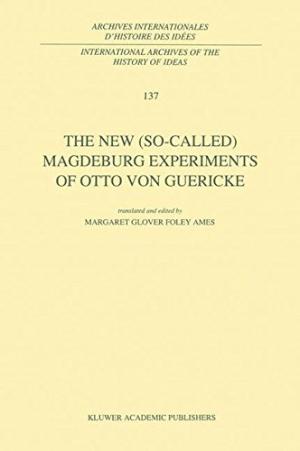 ARCHIVES INTERNATIONALES
D'HISTOIRE DES IDÉES
INTERNATIONAL ARCHIVES OF THE
HISTORY OF IDEAS
137
THE NEW (SO-CALLED)
MAGDEBURG EXPERIMENTS
OF OTTO VON GUERICKE
translated and edited by
MARGARET GLOVER FOLEY AMES
KLUWER ACADEMIC PUBLISHERS